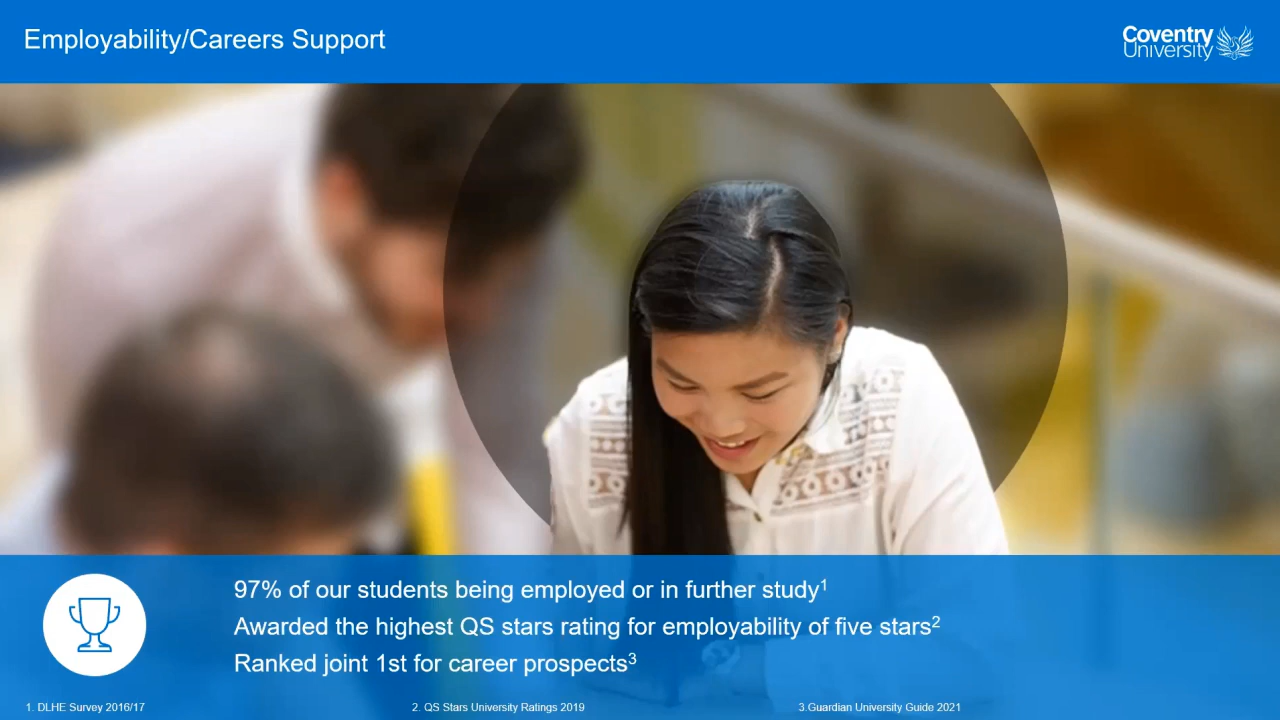 Employability/Careers Support
Coventry
University
97% of our students being employed or in further study¹
Awarded the highest QS stars rating for employability of five stars²
Ranked joint 1st for career prospects³
1. DLHE Survey 2016/17
2. QS Stars University Ratings 2019
3.Guardian University Guide 2021